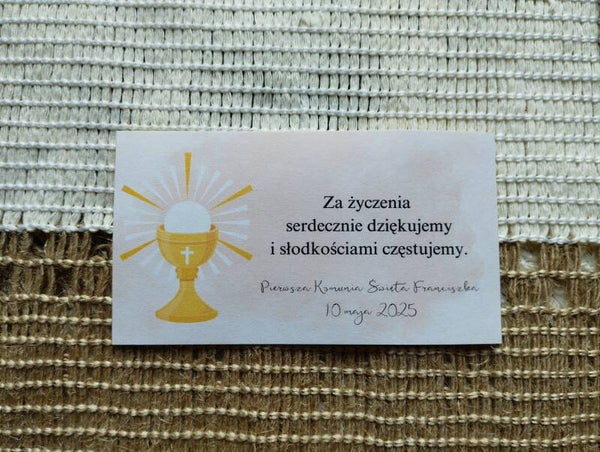 Za życzenia
serdecznie dziękujemy
i słodkościami częstujemy.
Pierwsza Komunia Święta Franciszka
10 maja 2025